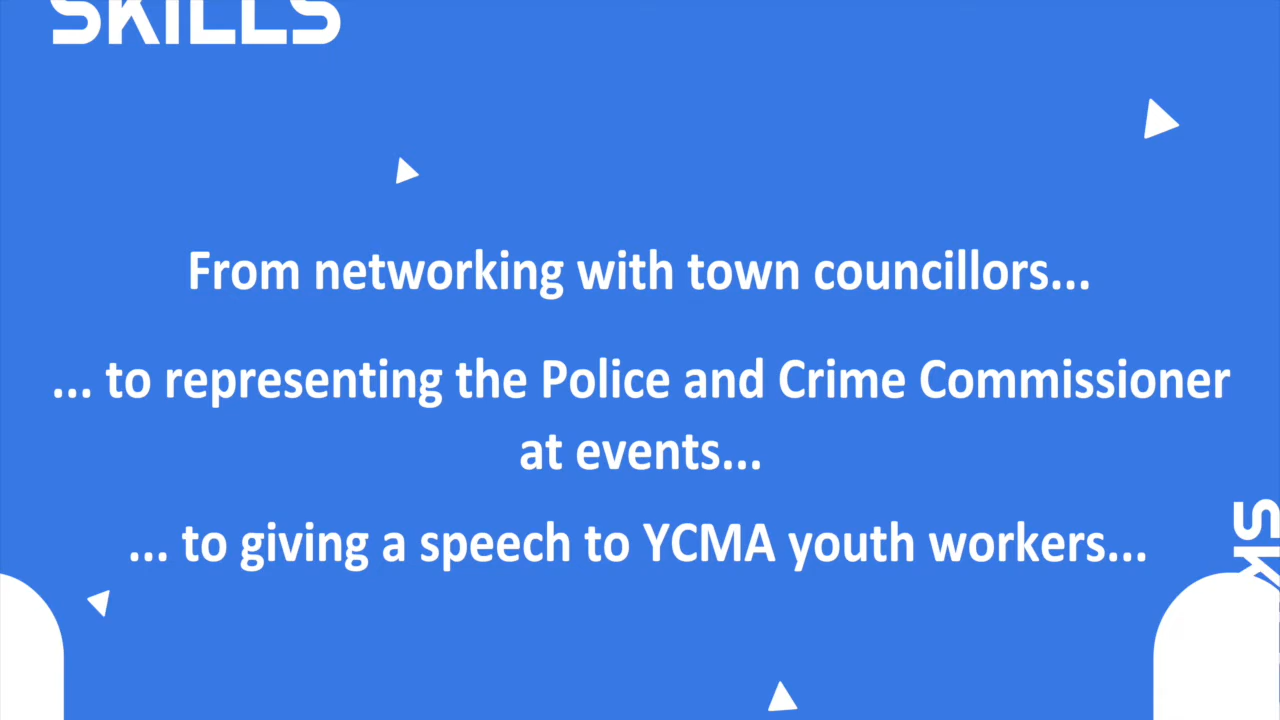 SKILLS
From networking with town councillors...
... to representing the Police and Crime Commissioner
at events...
... to giving a speech to YCMA youth workers...